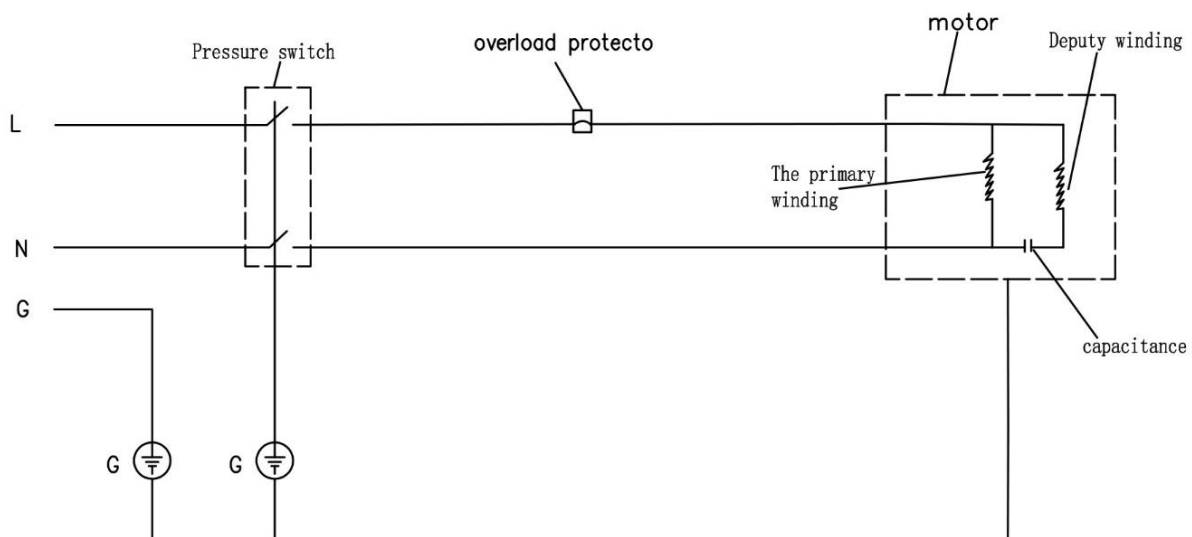 motor
overload protecto
Deputy winding
Pressure switch
L
The primary
winding
N
G
capacitance
G
G